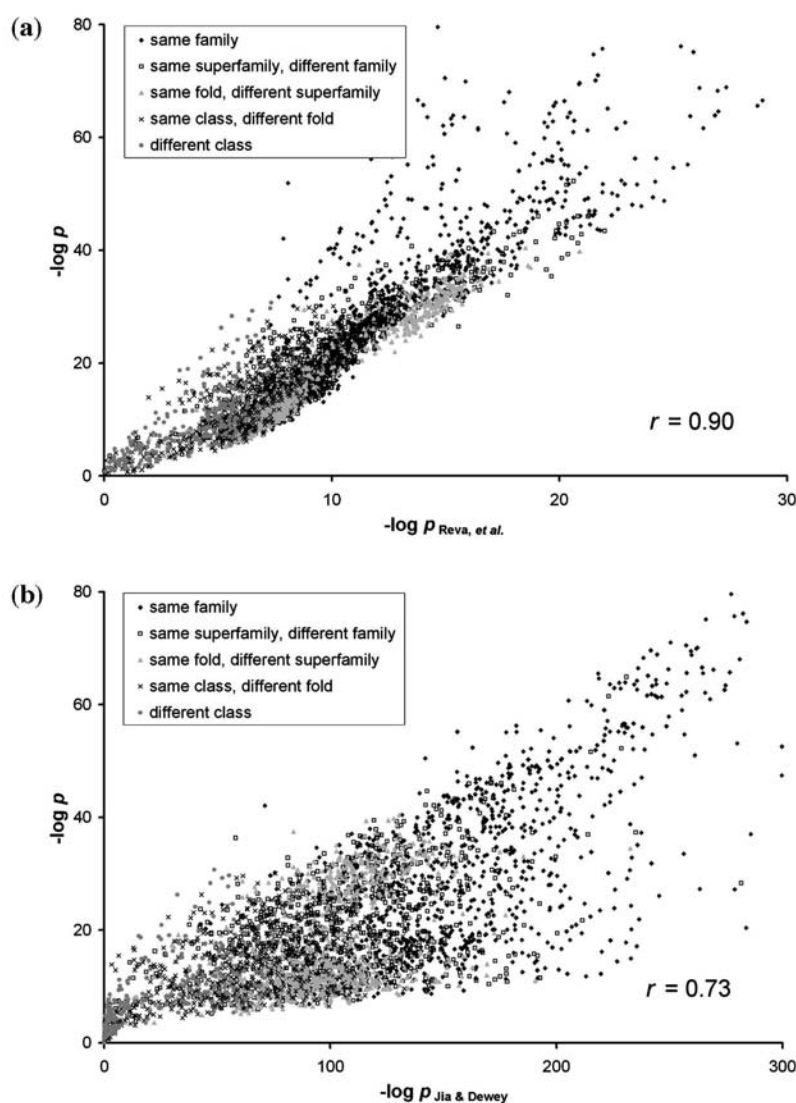 (a)
80
60
40
20
0
-log p
same family
same superfamily, different family
same fold, different superfamily
same class, different fold
different class
r = 0.90
0 10 20 30
-log p Reva, et al.
(b)
80
60
40
20
0
-log p
same family
same superfamily, different family
same fold, different superfamily
same class, different fold
different class
r = 0.73
0 100 200 300
-log p Jia & Dewey